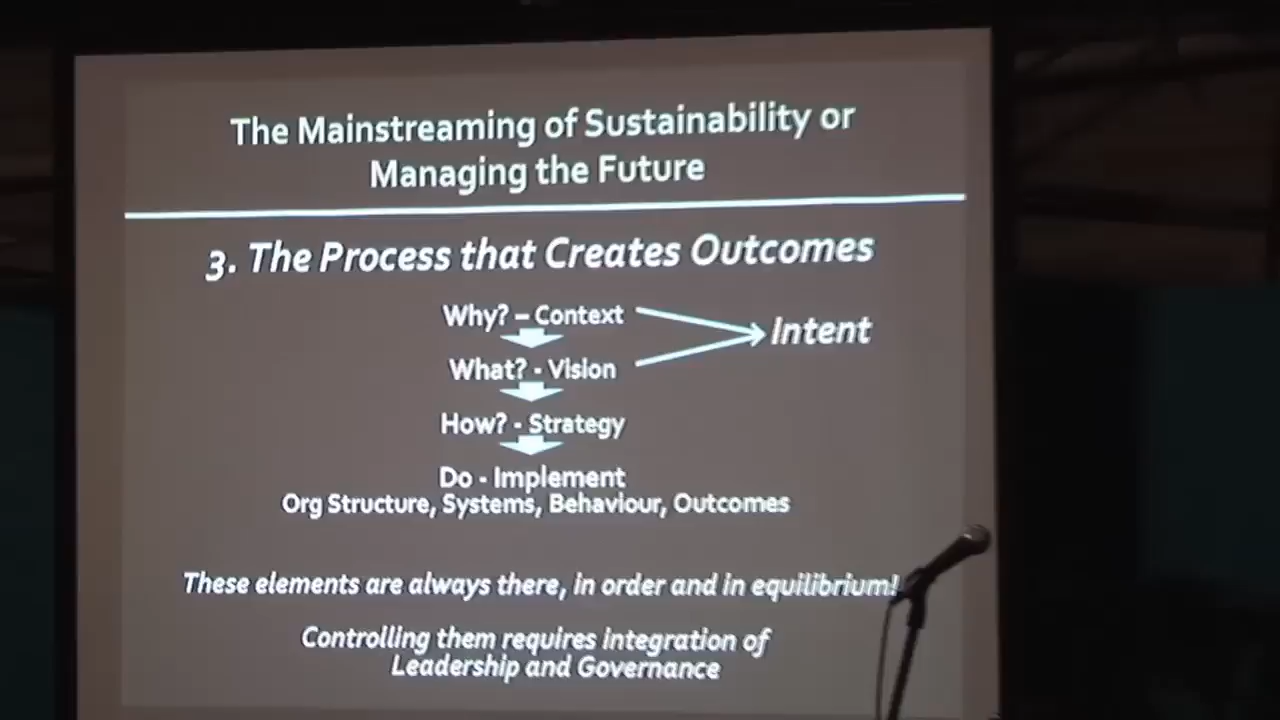 The Mainstreaming of Sustainability or
Managing the Future
3. The Process that Creates Outcomes
Why? – Context
Intent
What? - Vision
How? - Strategy
Do - Implement
Org Structure, Systems, Behaviour, Outcomes
These elements are always there, in order and in equilibrium!
Controlling them requires integration of
Leadership and Governance